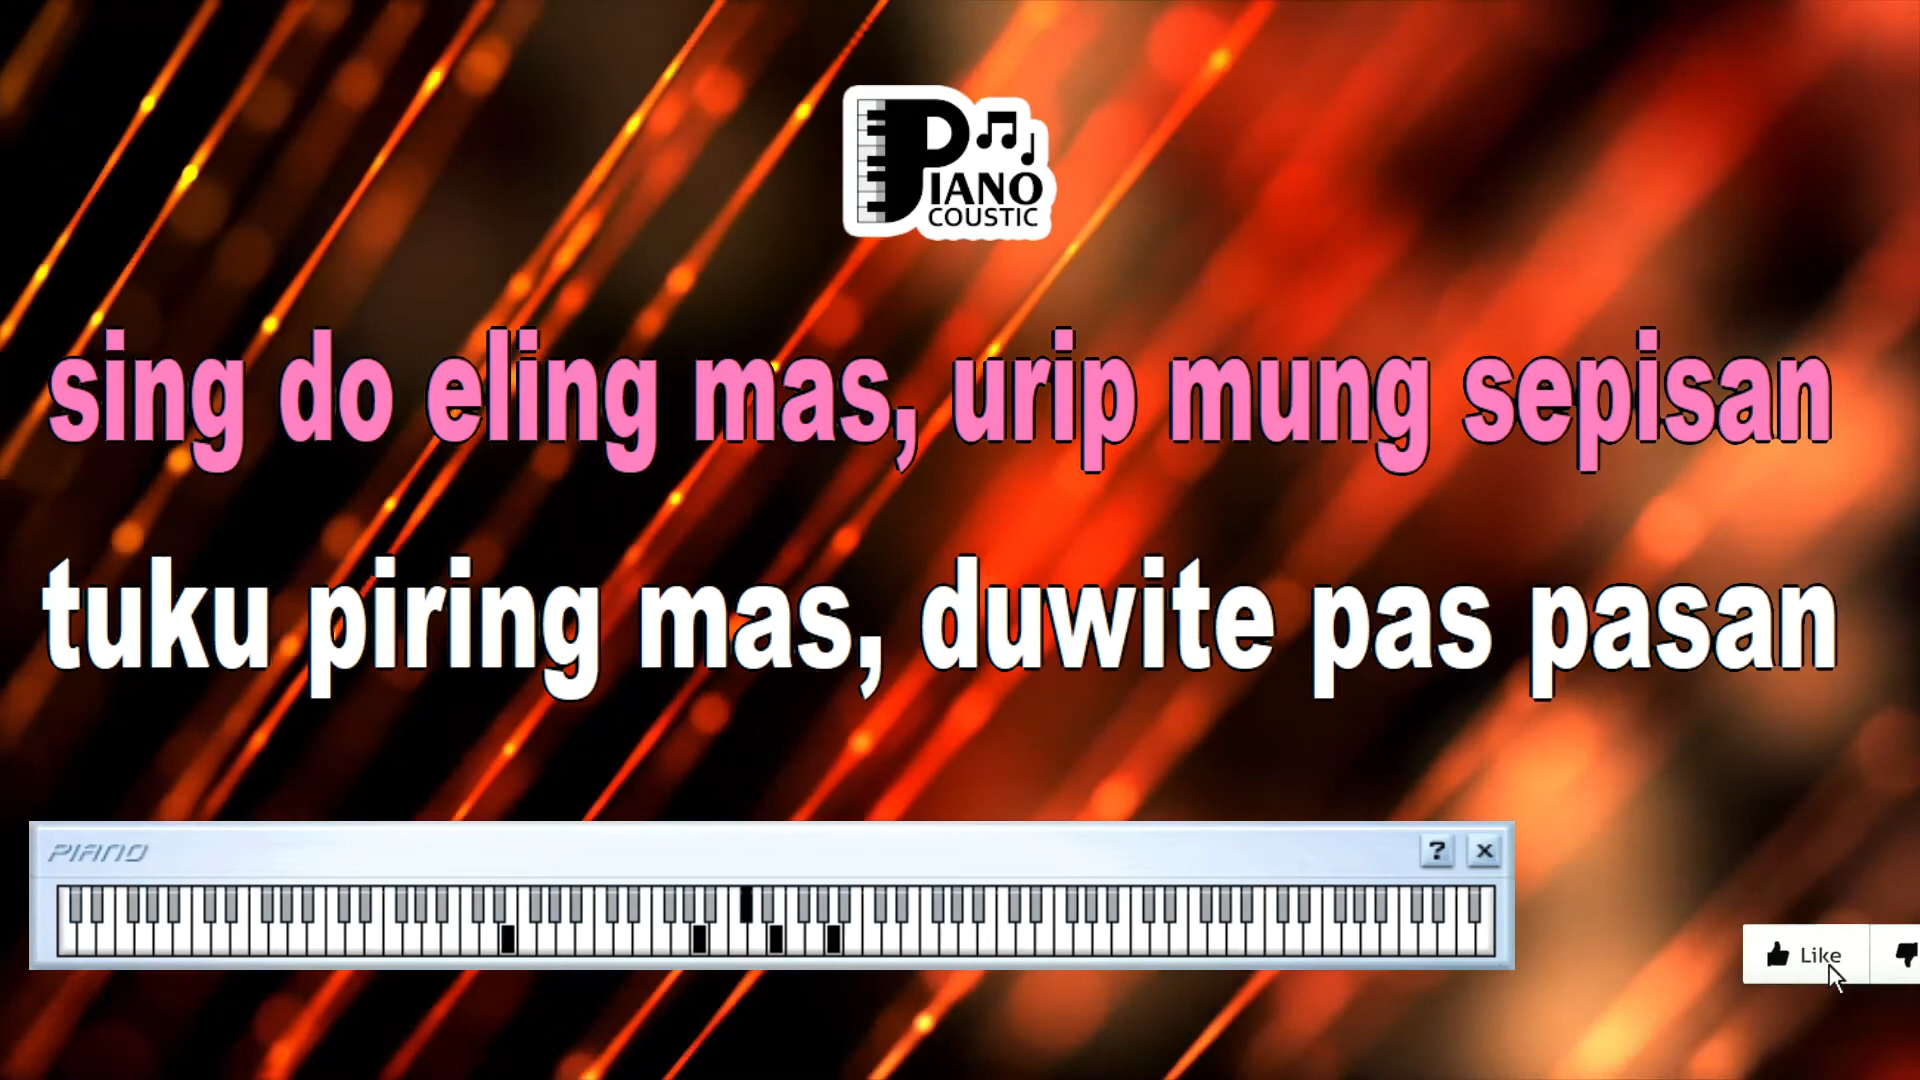 PIANO
COUSTIC
sing do eling mas, urip mung sepisan
tuku piring mas, duwite pas pasan
PIANO
? x
Like